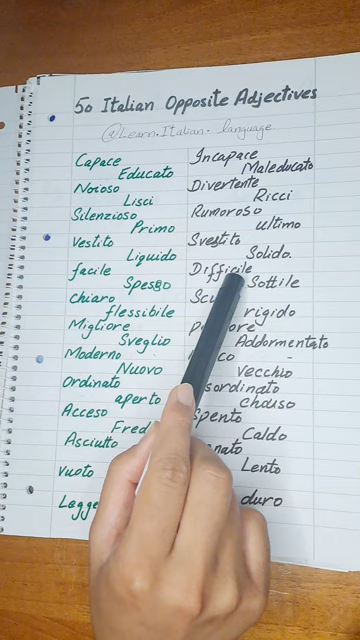 50 Italian Opposite Adjectives
@Learn.Italian.language
Capace Incapace
Educato Maleducato
Noioso Divertente
Lisci Ricci
Silenzioso Rumoroso
Primo Ultimo
Vestito Svestito
Liquido Solido.
facile Difficile
Spesso Sottile
Chiaro
flessibile rigido
Migliore
Sveglio Addormentato
Moderno
Nuovo Vecchio
Ordinato
aperto Chiuso
Acceso Spento
Caldo
Asciutto
Lento
vuoto
duro